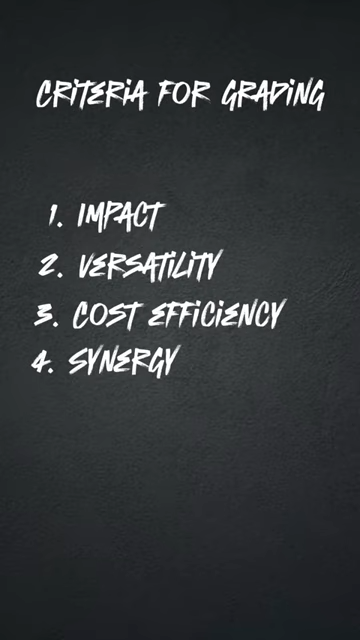 CRITERIA FOR GRADING
1. IMPACT
2. VERSATILITY
3. COST EFFICIENCY
4. SYNERGY